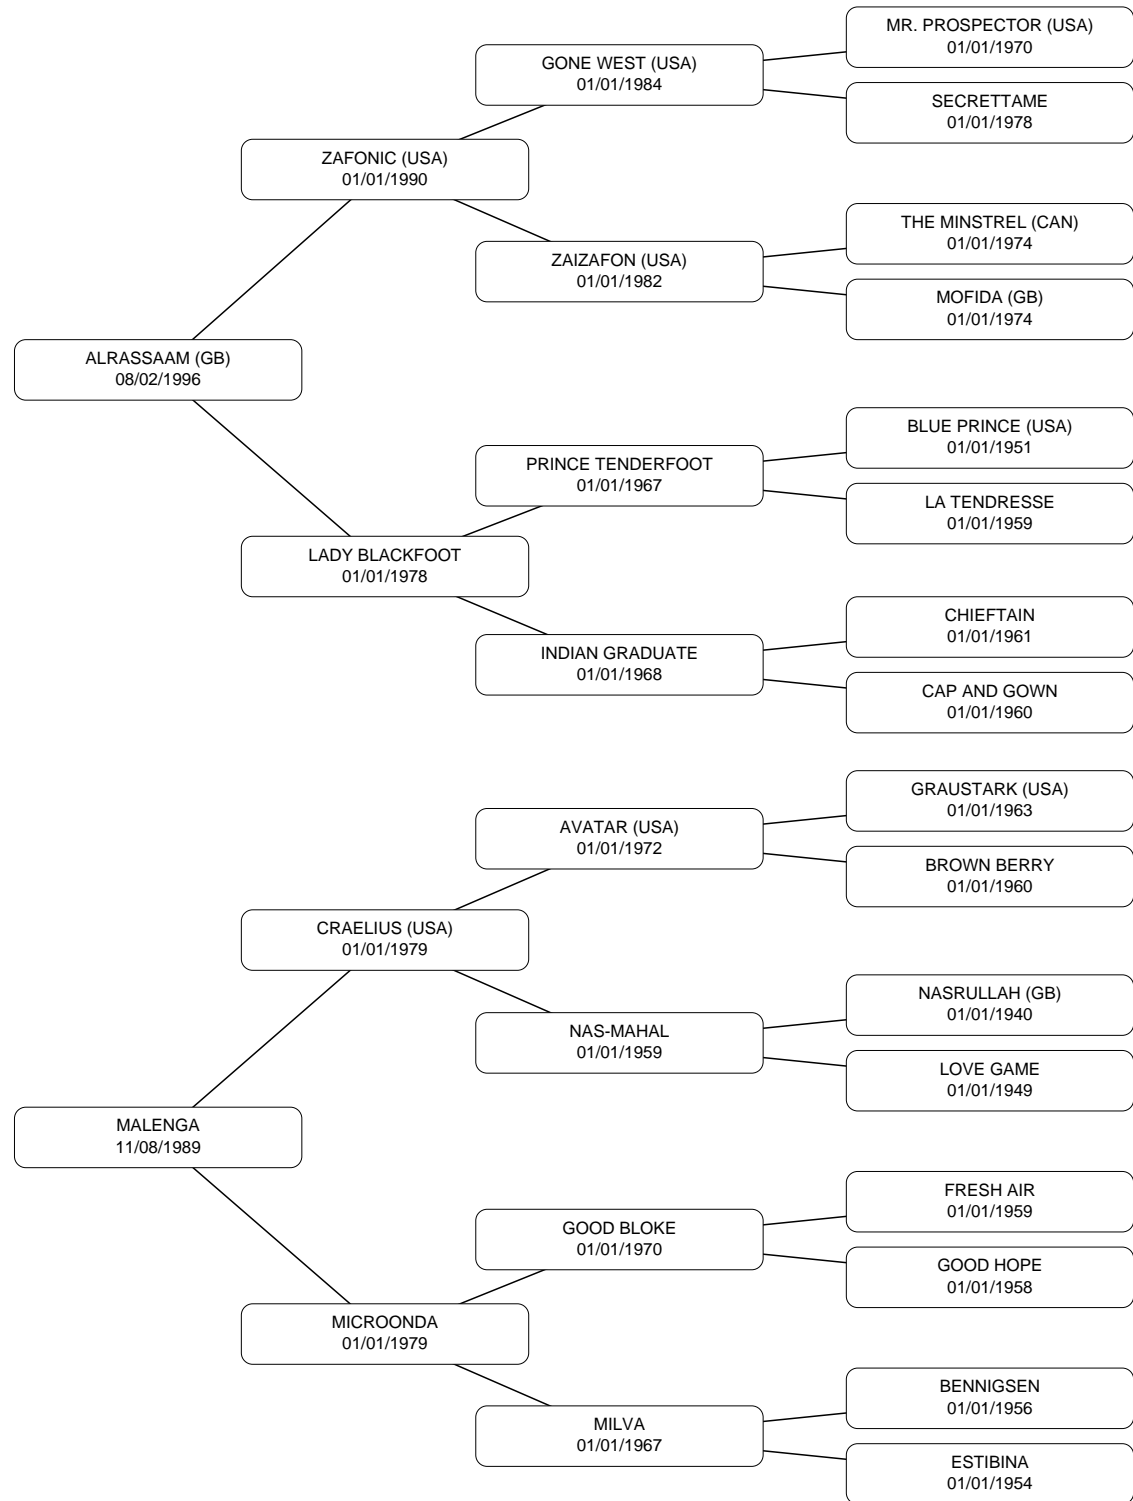 MR. PROSPECTOR (USA)
01/01/1970
GONE WEST (USA)
01/01/1984
SECRETTAME
01/01/1978
ZAFONIC (USA)
01/01/1990
THE MINSTREL (CAN)
01/01/1974
ZAIZAFON (USA)
01/01/1982
MOFIDA (GB)
01/01/1974
ALRASSAAM (GB)
08/02/1996
BLUE PRINCE (USA)
01/01/1951
PRINCE TENDERFOOT
01/01/1967
LA TENDRESSE
01/01/1959
LADY BLACKFOOT
01/01/1978
CHIEFTAIN
01/01/1961
INDIAN GRADUATE
01/01/1968
CAP AND GOWN
01/01/1960
GRAUSTARK (USA)
01/01/1963
AVATAR (USA)
01/01/1972
BROWN BERRY
01/01/1960
CRAELIUS (USA)
01/01/1979
NASRULLAH (GB)
01/01/1940
NAS-MAHAL
01/01/1959
LOVE GAME
01/01/1949
MALENGA
11/08/1989
FRESH AIR
01/01/1959
GOOD BLOKE
01/01/1970
GOOD HOPE
01/01/1958
MICROONDA
01/01/1979
BENNIGSEN
01/01/1956
MILVA
01/01/1967
ESTIBINA
01/01/1954